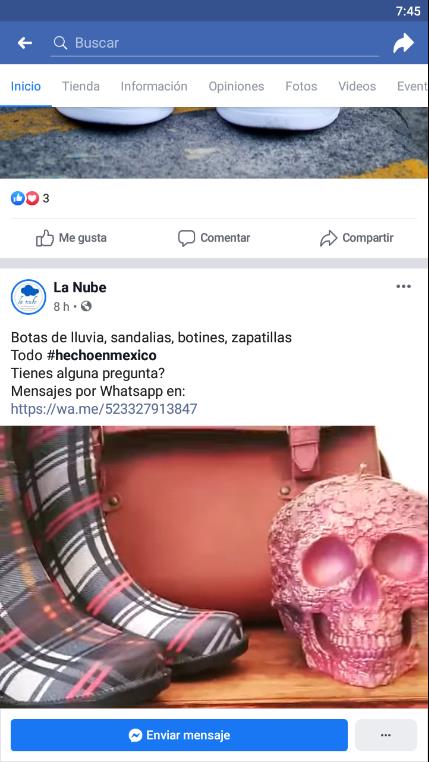 7:45
Buscar
Inicio Tienda Información Opiniones Fotos Videos Event
3
Me gusta Comentar Compartir
La Nube
8 h
Botas de lluvia, sandalias, botines, zapatillas
Todo #hechoenmexico
Tienes alguna pregunta?
Mensajes por Whatsapp en:
https://wa.me/523327913847
Enviar mensaje